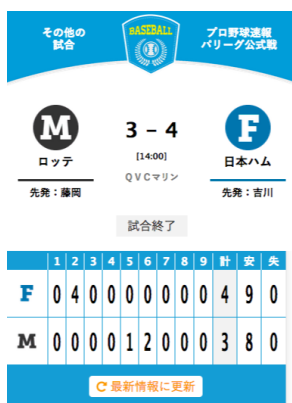 その他の
試合
BASEBALL
プロ野球速報
パリーグ公式戦
M
3 - 4
F
[14:00]
ロッテ
QVCマリン
日本ハム
先発：藤岡
先発：吉川
試合終了
1 2 3 4 5 6 7 8 9 計 安 失
F 0 4 0 0 0 0 0 0 0 4 9 0
M 0 0 0 0 1 2 0 0 0 3 8 0
最新情報に更新